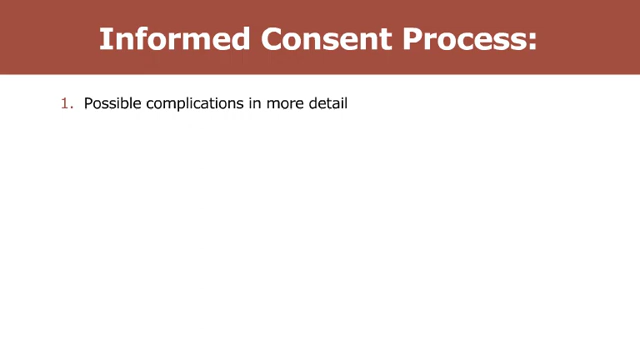 Informed Consent Process:
1. Possible complications in more detail